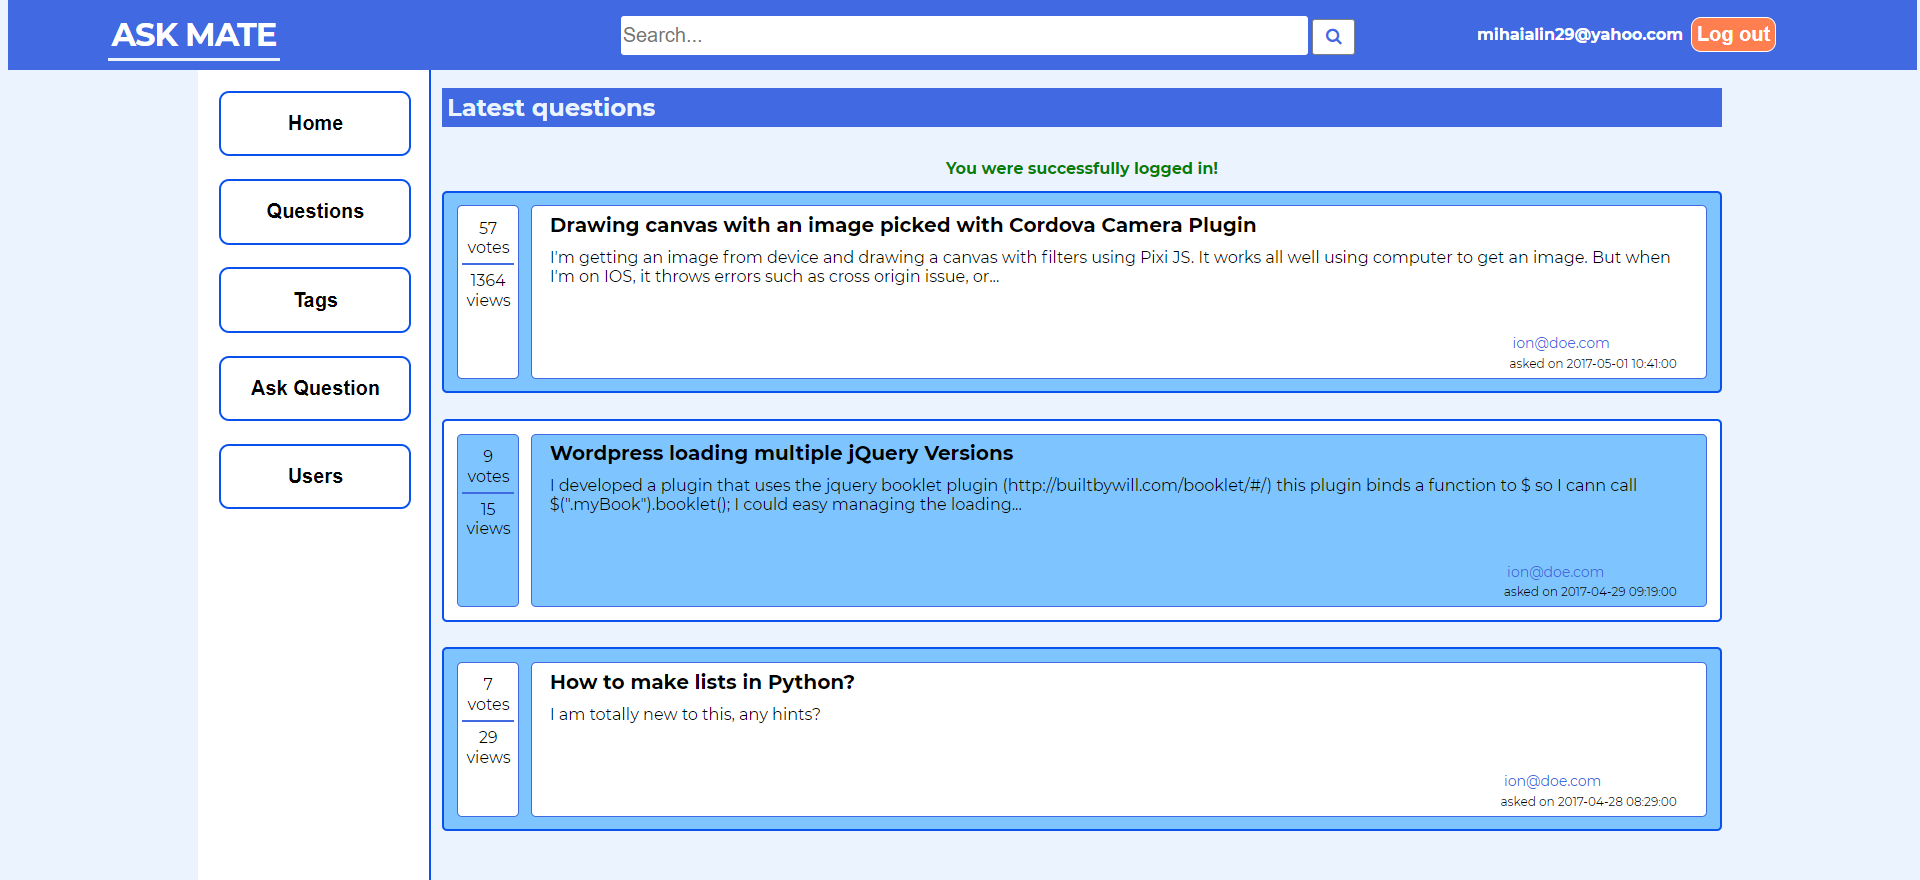 ASK MATE
Search...
mihaialin29@yahoo.com
Log out
Home
Questions
Tags
Ask Question
Users
Latest questions
You were successfully logged in!
57
votes
1364
views
Drawing canvas with an image picked with Cordova Camera Plugin
I'm getting an image from device and drawing a canvas with filters using Pixi JS. It works all well using computer to get an image. But when
I'm on IOS, it throws errors such as cross origin issue, or...
ion@doe.com
asked on 2017-05-01 10:41:00
9
votes
15
views
Wordpress loading multiple jQuery Versions
I developed a plugin that uses the jquery booklet plugin (http://builtbywill.com/booklet/#/) this plugin binds a function to $ so I cann call
$(".myBook").booklet(); I could easy managing the loading...
ion@doe.com
asked on 2017-04-29 09:19:00
7
votes
29
views
How to make lists in Python?
I am totally new to this, any hints?
ion@doe.com
asked on 2017-04-28 08:29:00